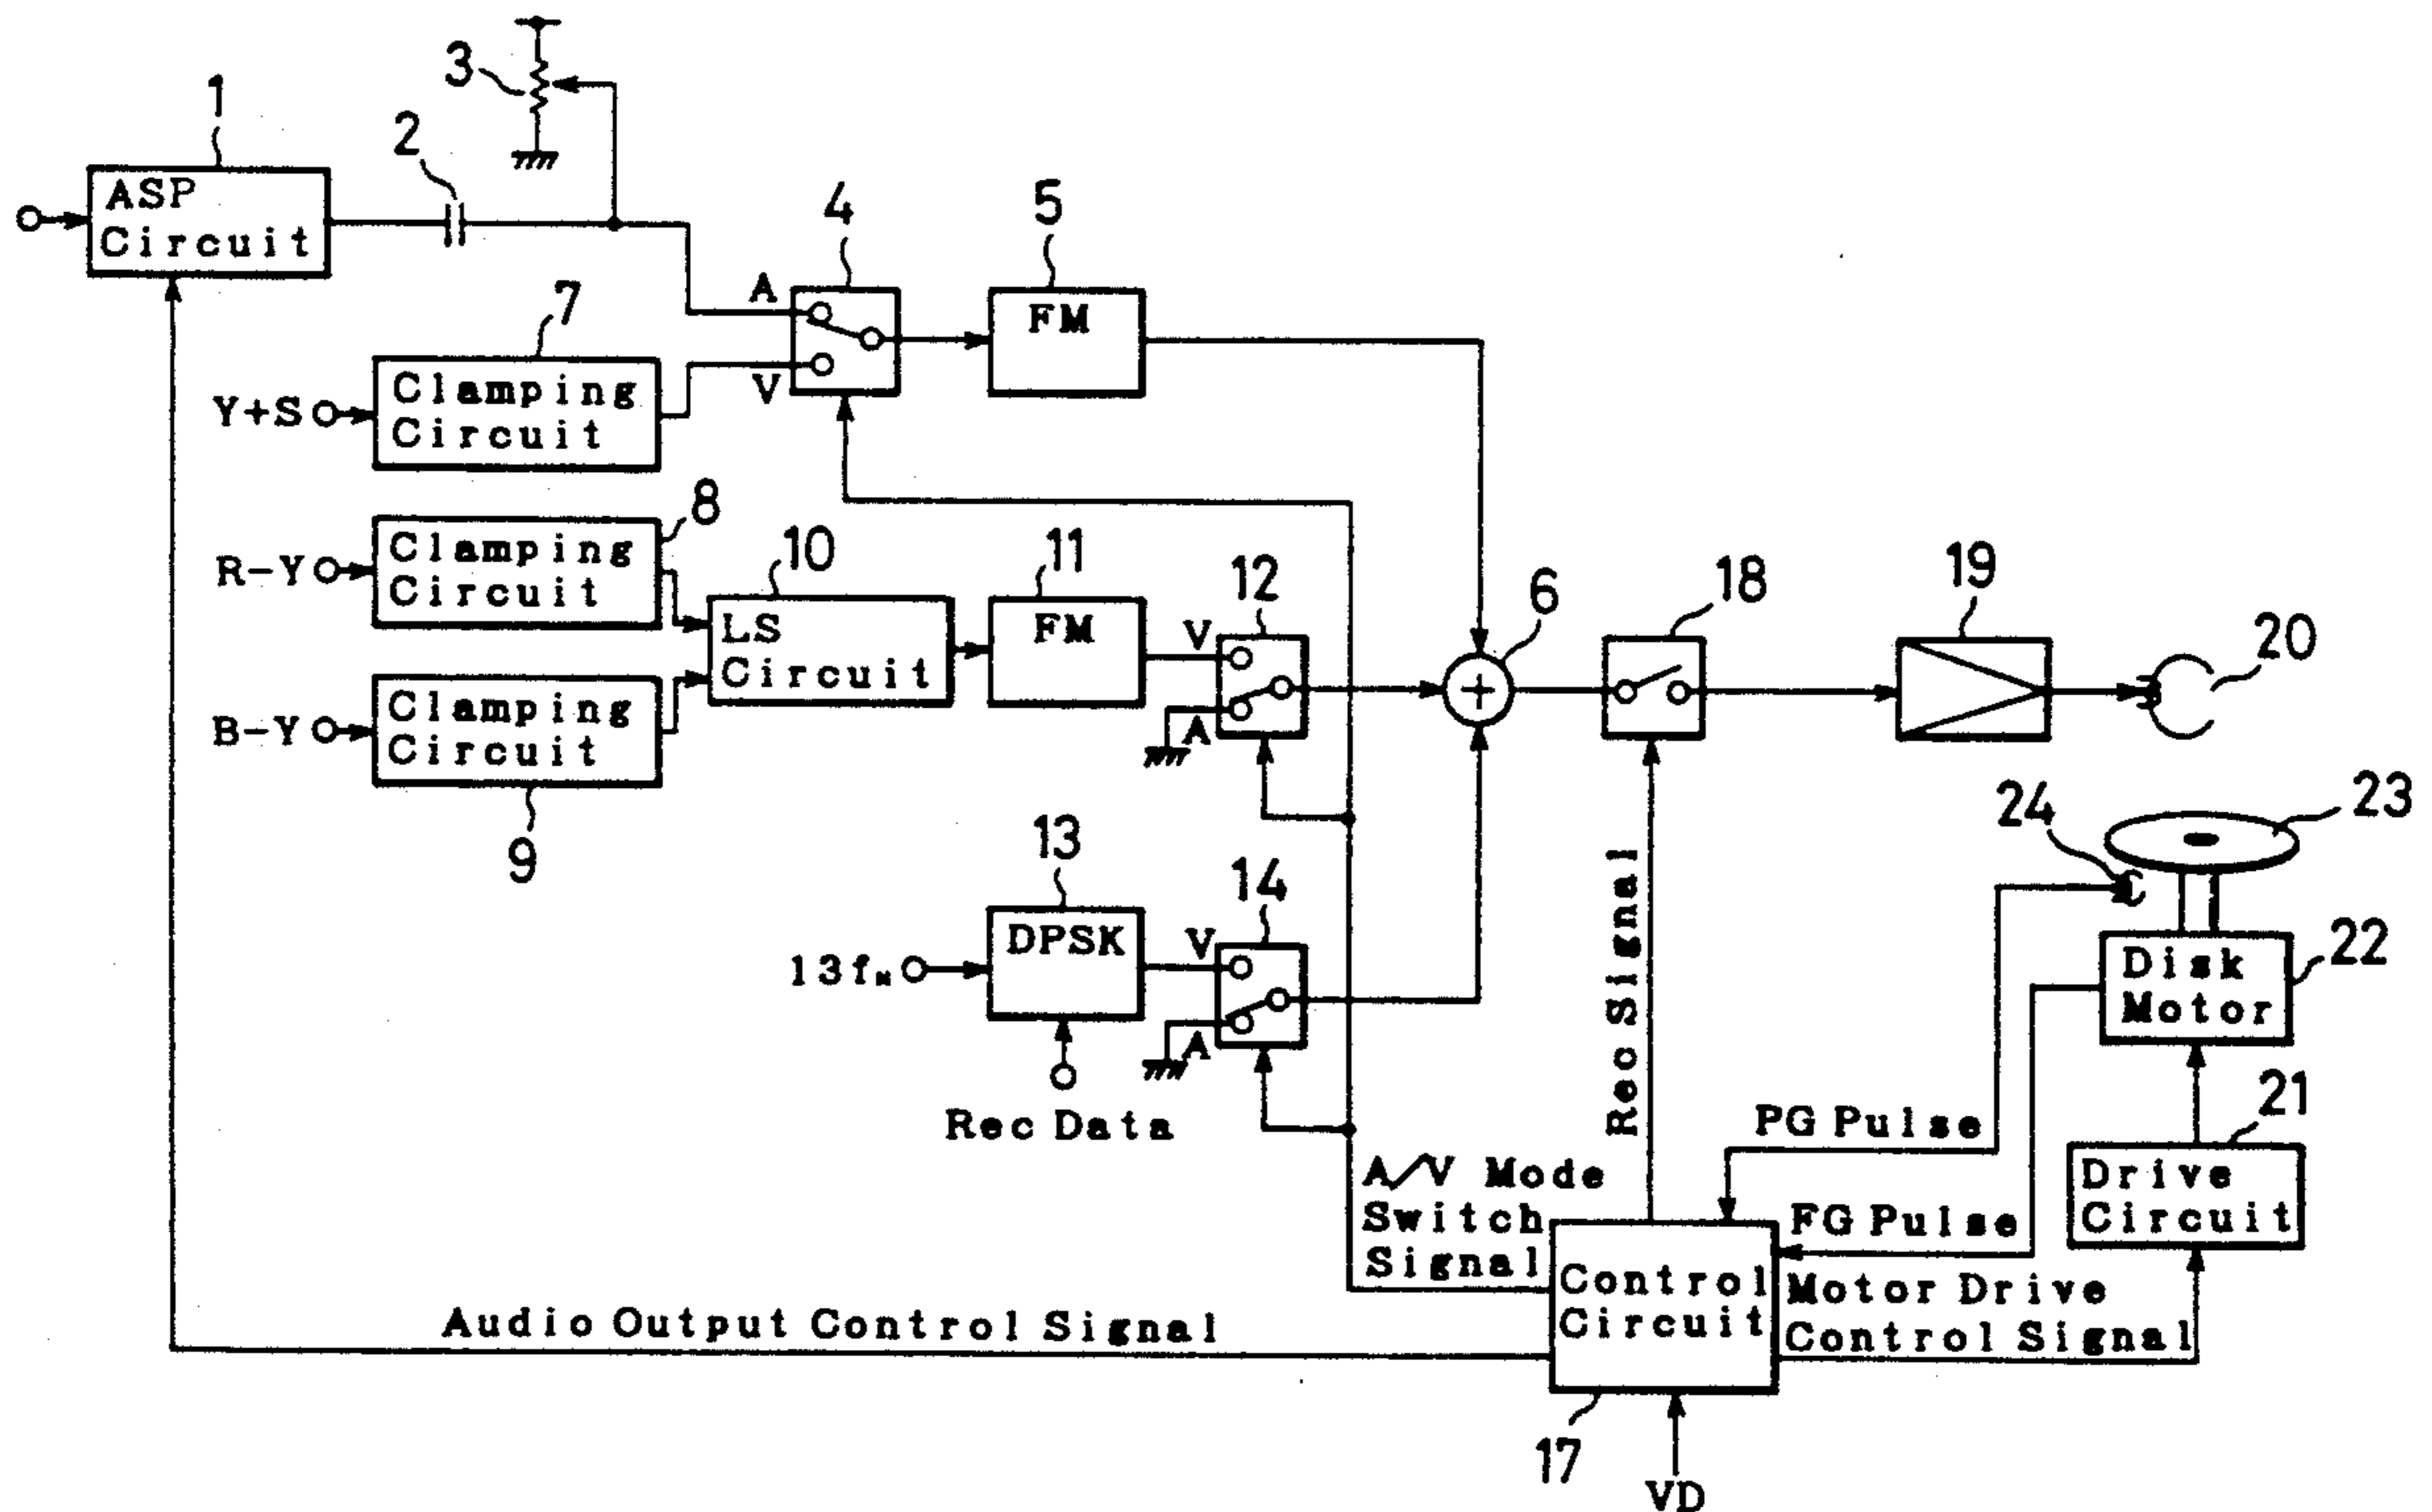 3
1
2
ASP
Circuit
4
5
A
FM
7
V
Clamping
Circuit
Y+S
8
Clamping
Circuit
R-Y
10
11
12
6
18
19
20
LS
Circuit
FM
V
A
Clamping
Circuit
B-Y
9
24
23
13
14
DPSK
V
A
13fH
Rec Data
Rec Signal
Disk
Motor
22
PG Pulse
21
A/V Mode
Switch
Signal
FG Pulse
Drive
Circuit
Control
Circuit
Motor Drive
Control Signal
Audio Output Control Signal
17
VD